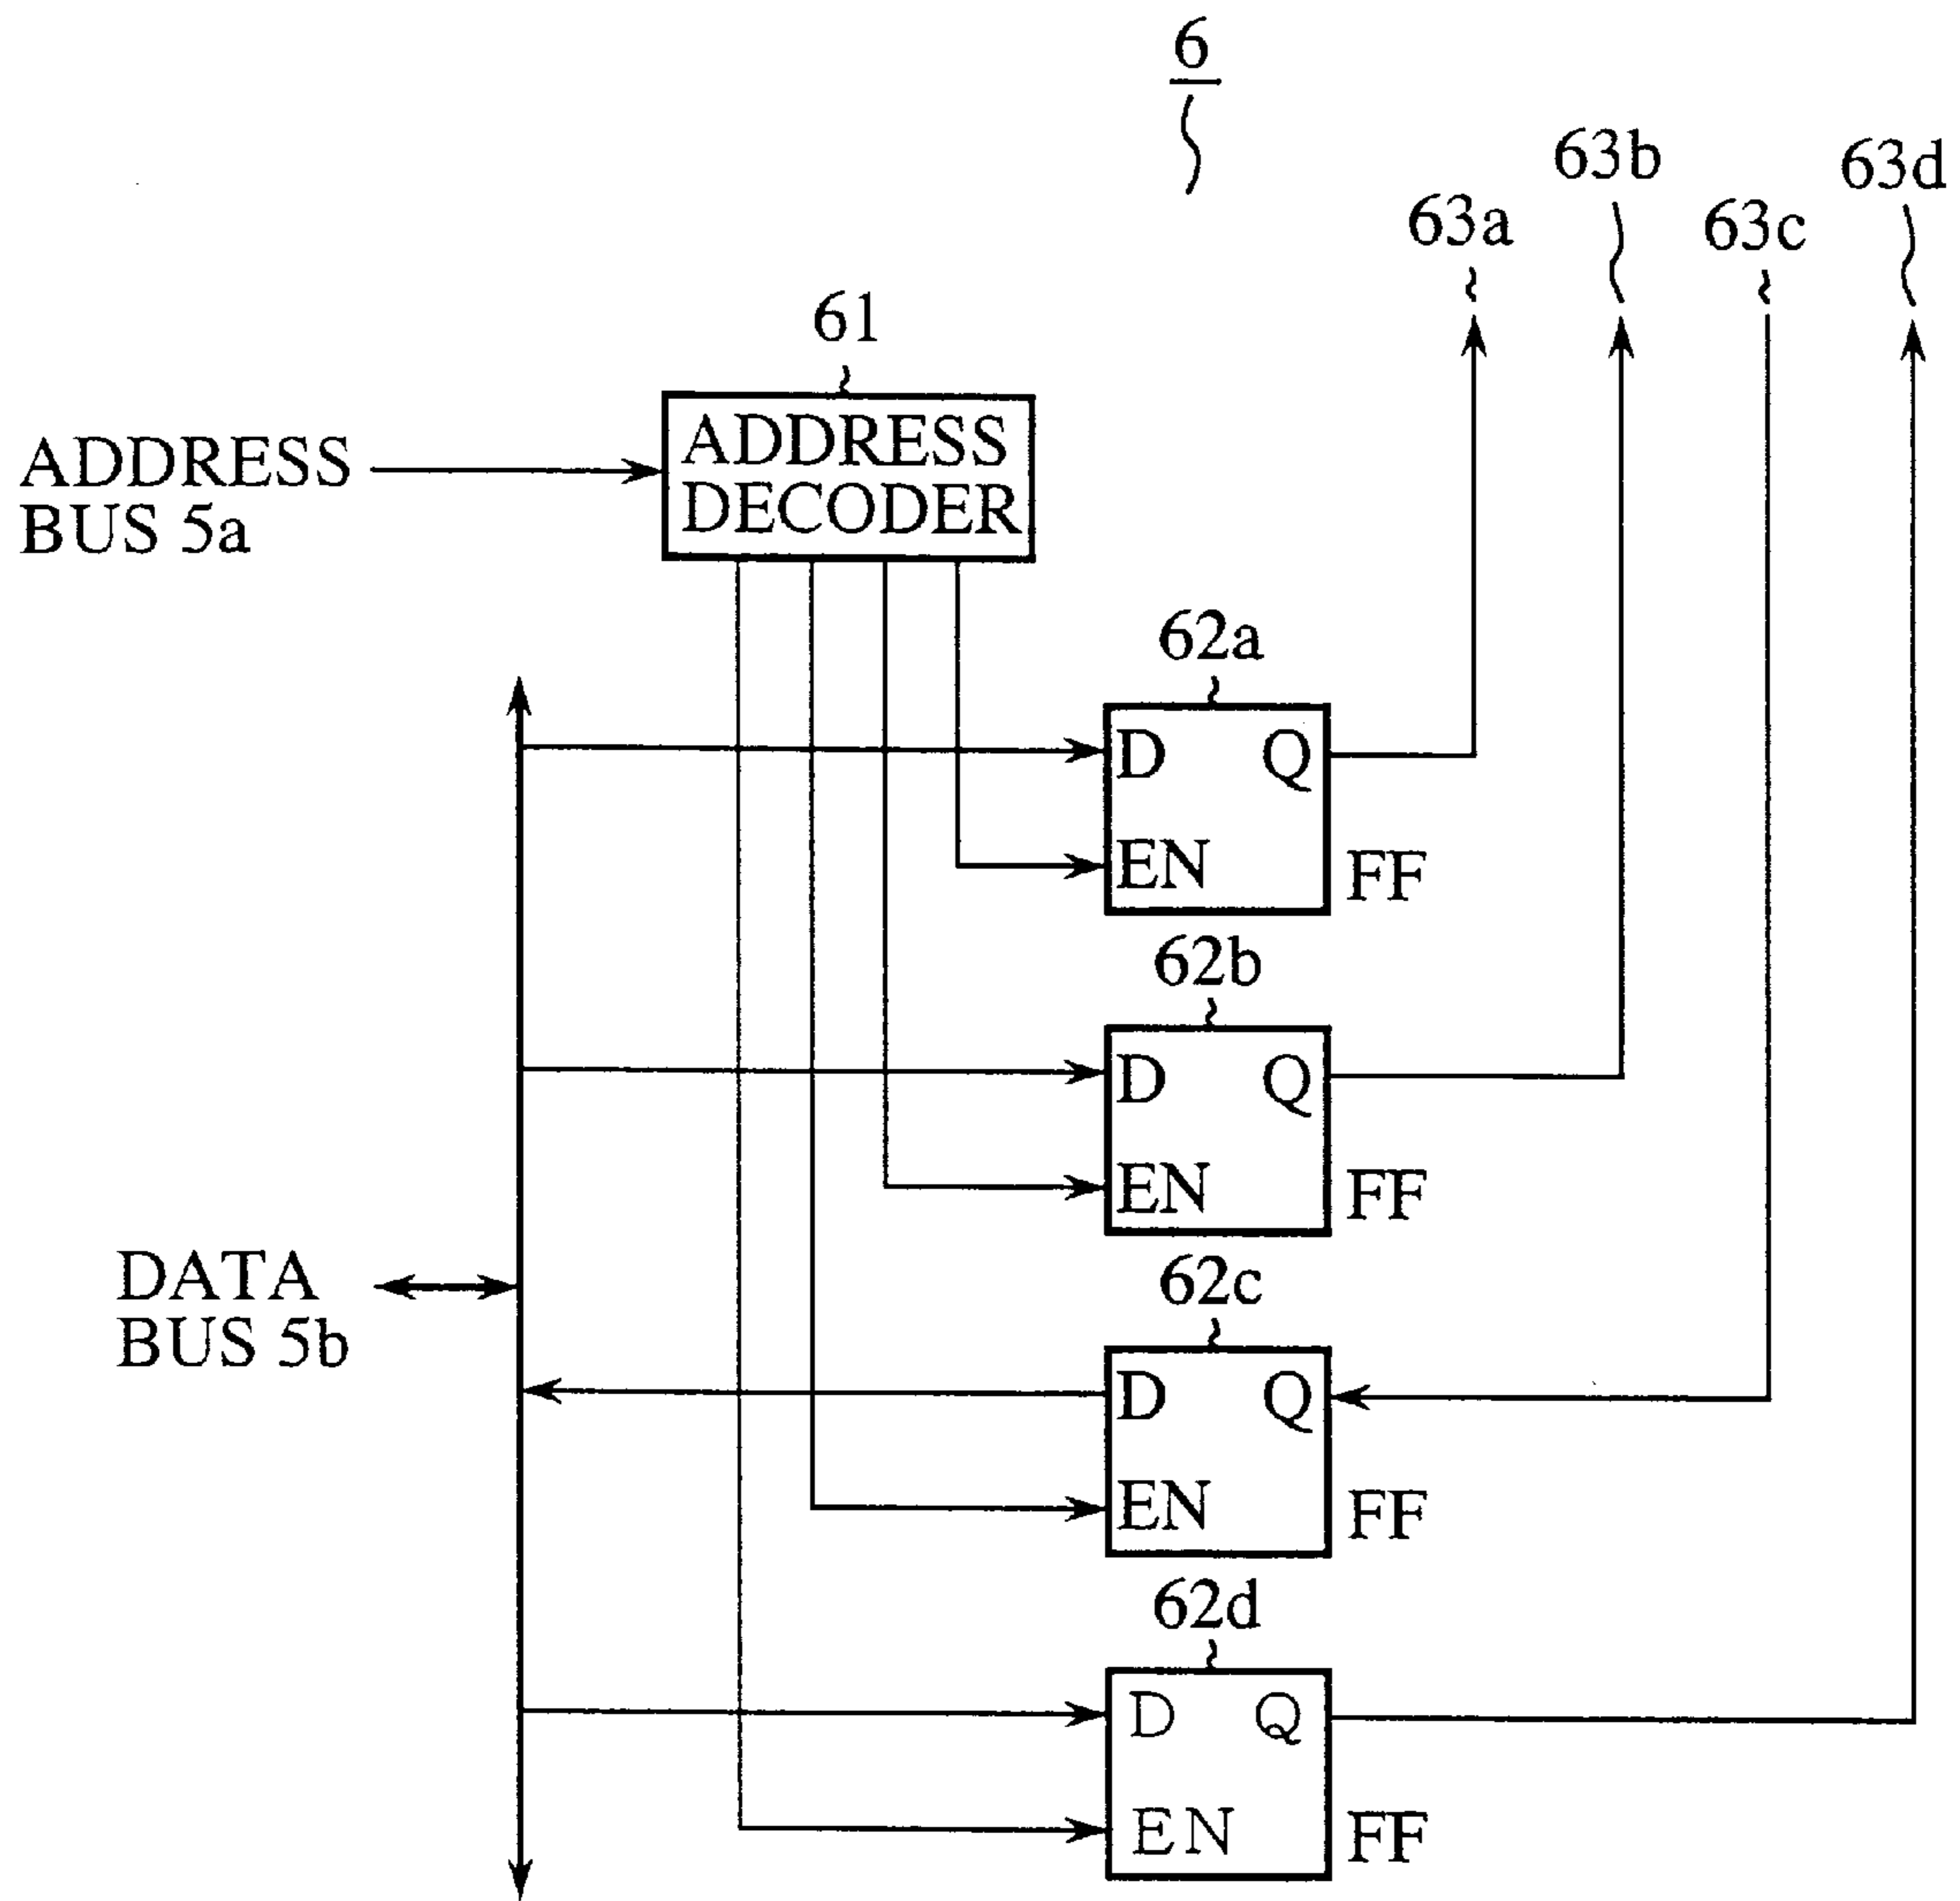 6
63b
63d
63a
63c
61
ADDRESS
DECODER
ADDRESS
BUS 5a
62a
D Q
EN
FF
62b
D Q
EN
FF
DATA
BUS 5b
62c
D Q
EN
FF
62d
D Q
EN
FF